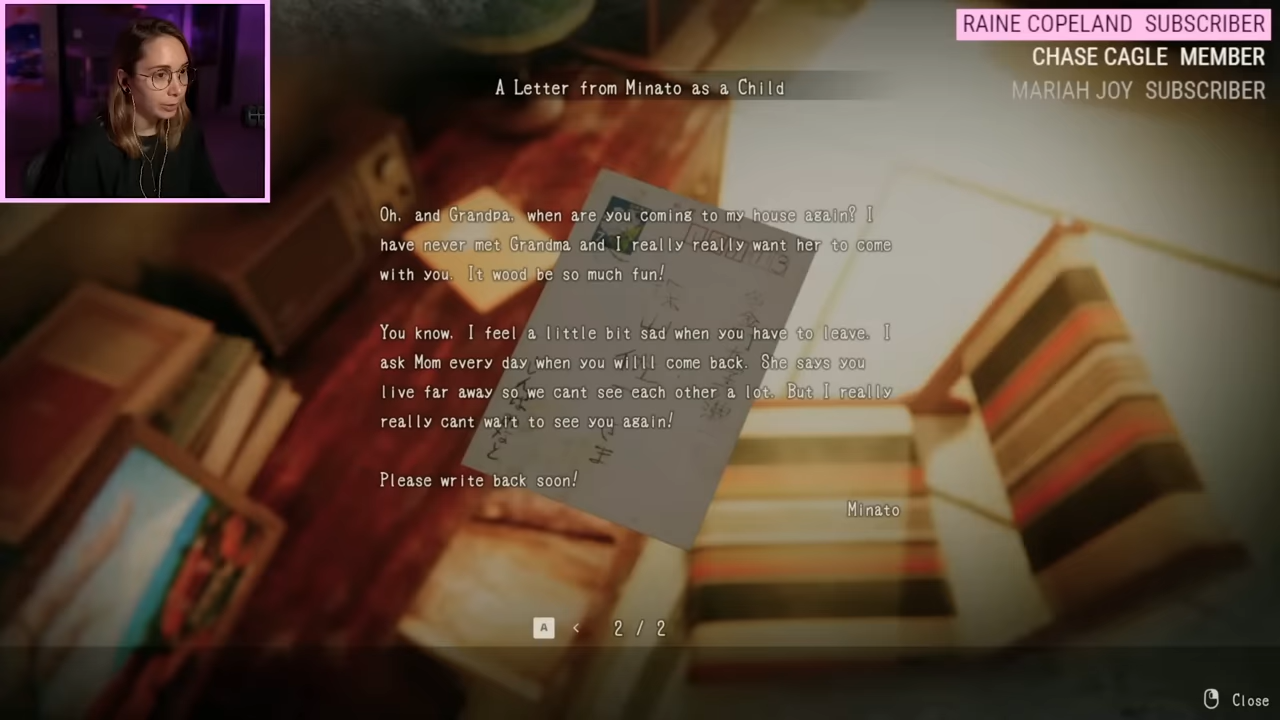 RAINE COPELAND SUBSCRIBER
CHASE CAGLE MEMBER
MARIAH JOY SUBSCRIBER
A Letter from Minato as a Child
Oh, and Grandpa, when are you coming to my house again? I
have never met Grandma and I really really want her to come
with you. It wood be so much fun!
You know, I feel a little bit sad when you have to leave. I
ask Mom every day when you willl come back. She says you
live far away so we cant see each other a lot. But I really
really cant wait to see you again!
Please write back soon!
Minato
A < 2 / 2
Close